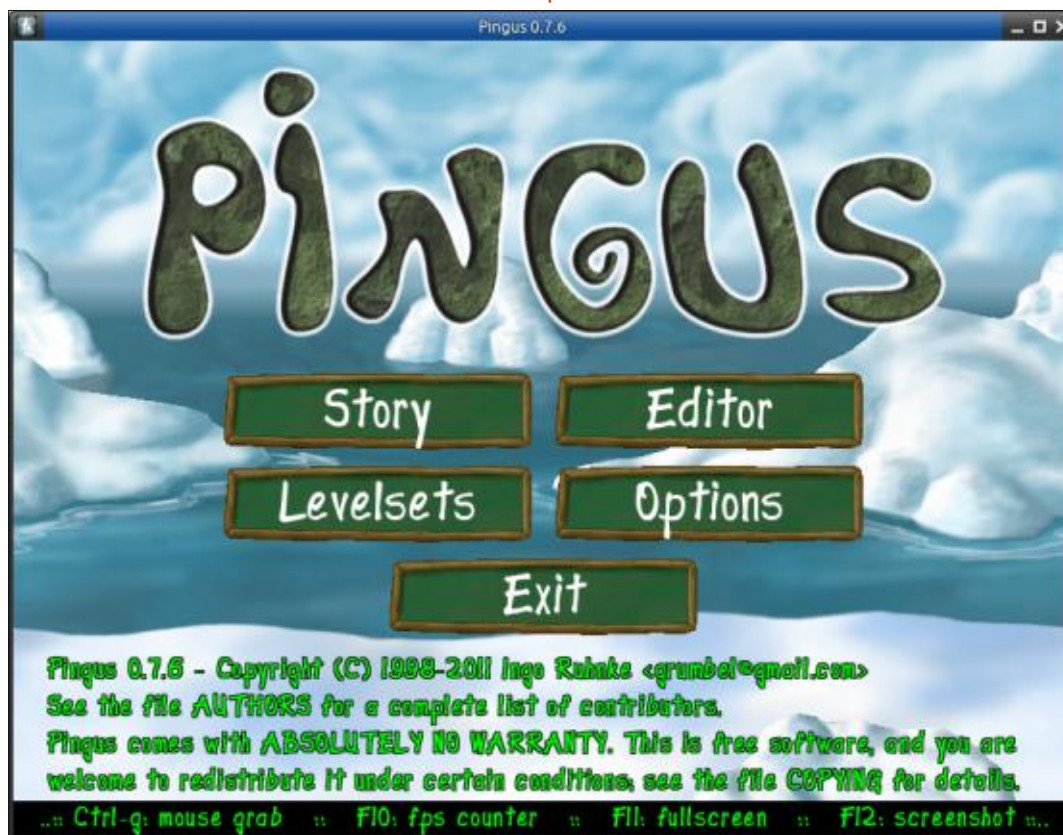 Pingus 0.7.6
PiNGUS
Story
Editor
Levelsets
Options
Exit
Pingus 0.7.6 - Copyright (C) 1998-2011 Ingo Ruhnke <grumbel@gmail.com>
See the file AUTHORS for a complete list of contributors.
Pingus comes with ABSOLUTELY NO WARRANTY. This is free software, and you are
welcome to redistribute it under certain conditions; see the file COPYING for details.
..:: Ctrl-g: mouse grab :: F10: fps counter :: F11: fullscreen :: F12: screenshot ::..